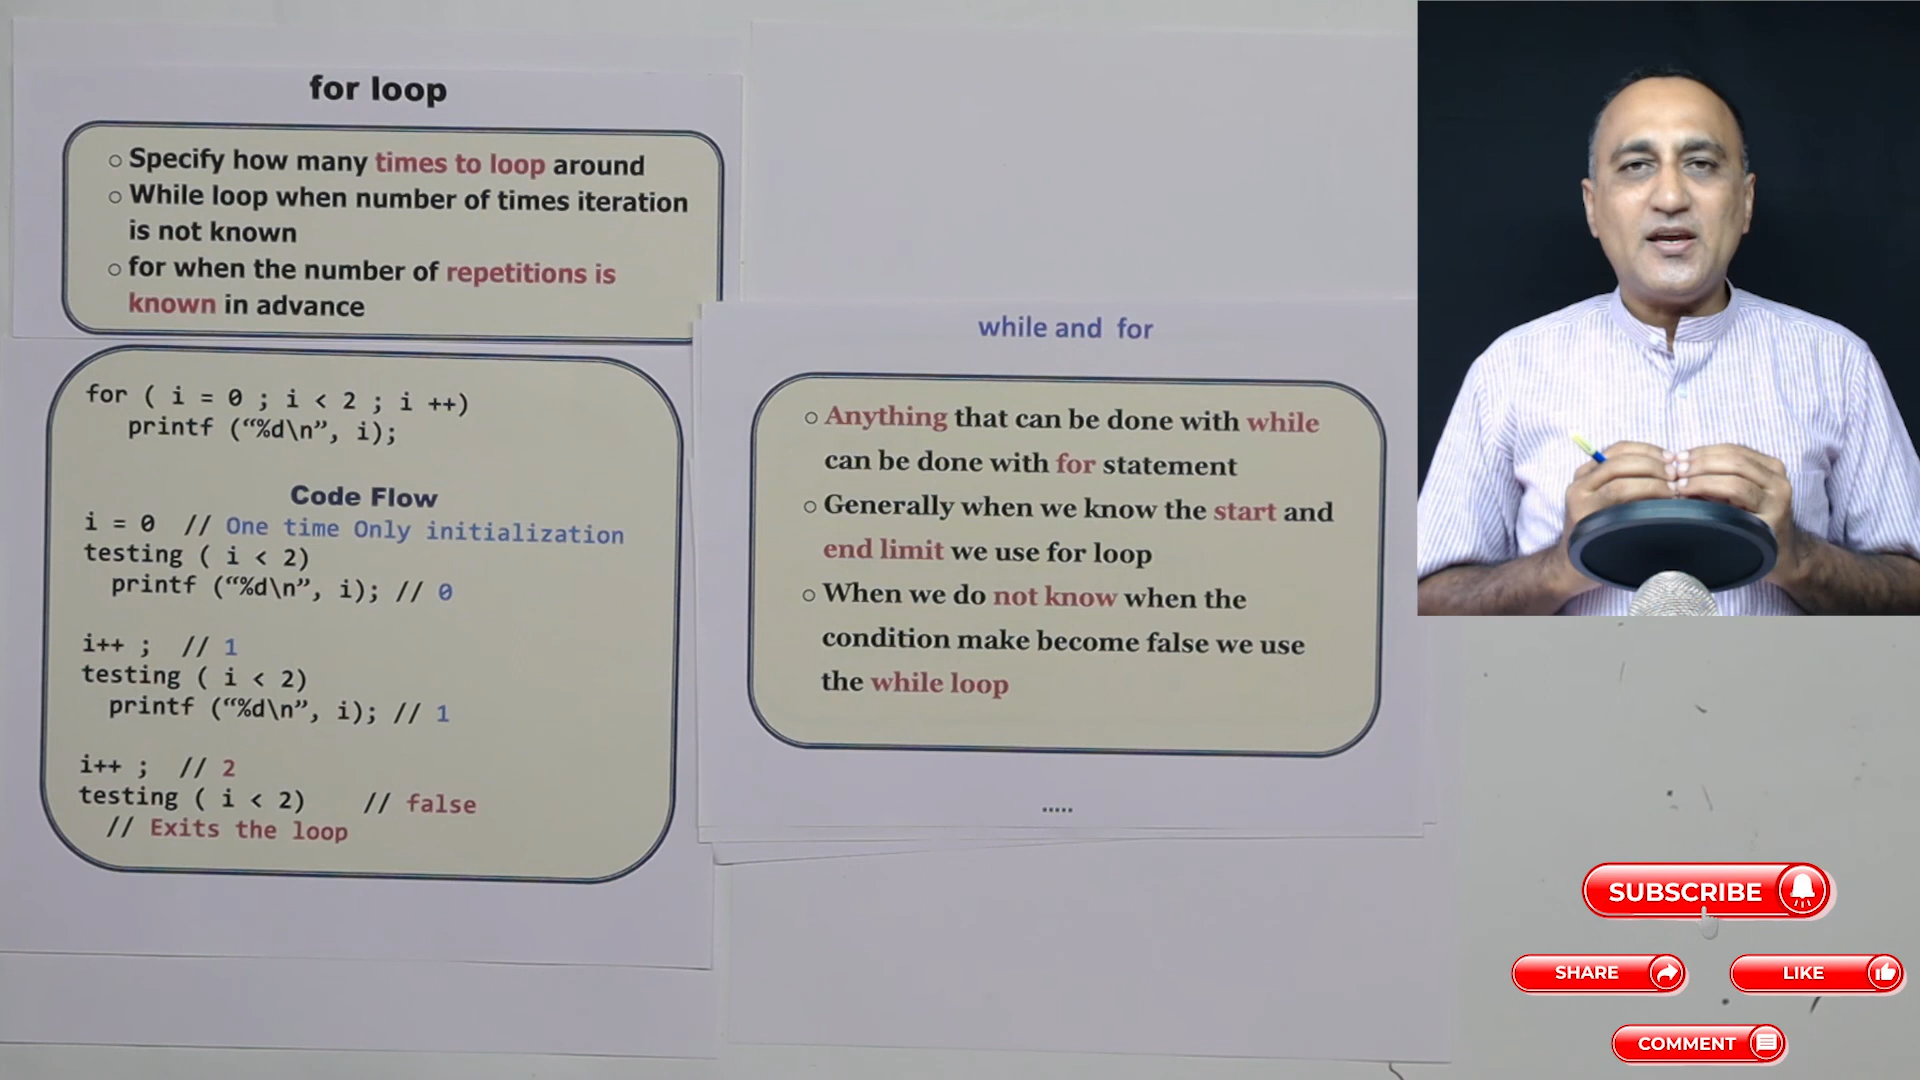 for loop
○ Specify how many times to loop around
○ While loop when number of times iteration
is not known
○ for when the number of repetitions is
known in advance
for ( i = 0 ; i < 2 ; i ++)
printf (“%d\n”, i);
Code Flow
i = 0 // One time Only initialization
testing ( i < 2)
printf (“%d\n”, i); // 0
i++ ; // 1
testing ( i < 2)
printf (“%d\n”, i); // 1
i++ ; // 2
testing ( i < 2) // false
// Exits the loop
while and for
○ Anything that can be done with while
can be done with for statement
○ Generally when we know the start and
end limit we use for loop
○ When we do not know when the
condition make become false we use
the while loop
.....
SUBSCRIBE
SHARE
LIKE
COMMENT